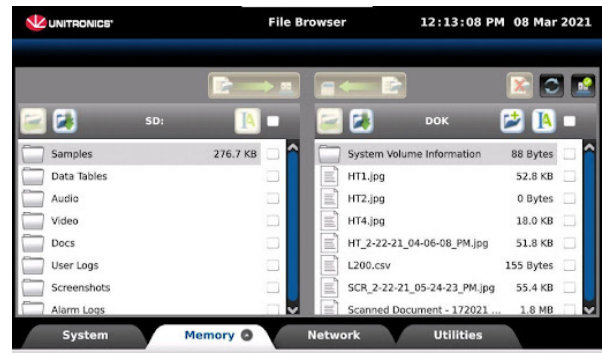 UNITRONICS® File Browser 12:13:08 PM 08 Mar 2021
SD: DOK
Samples 276.7 KB
Data Tables
Audio
Video
Docs
User Logs
Screenshots
Alarm Logs
System Volume Information 88 Bytes
HT1.jpg 52.8 KB
HT2.jpg 0 Bytes
HT4.jpg 18.0 KB
HT_2-22-21_04-06-08_PM.jpg 51.8 KB
L200.csv 155 Bytes
SCR_2-22-21_05-24-23_PM.jpg 55.4 KB
Scanned Document - 172021 ... 1.8 MB
System Memory Network Utilities